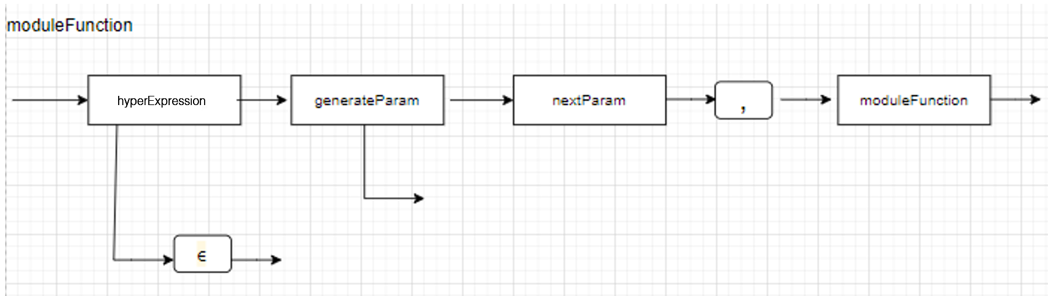 moduleFunction
hyperExpression
generateParam
nextParam
,
moduleFunction
ϵ